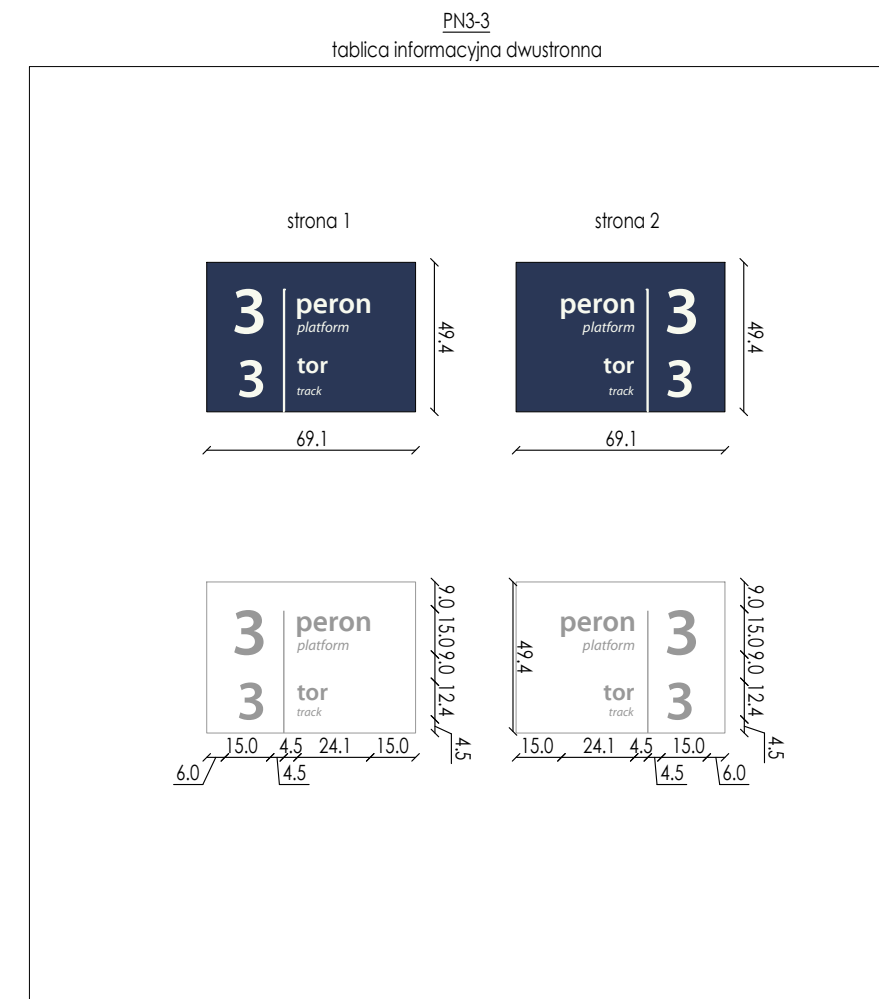 PN3-3
tablica informacyjna dwustronna
strona 1
strona 2
3 peron
platform
3 tor
track
49.4
69.1
peron 3
platform
tor 3
track
49.4
69.1
3 peron
platform
3 tor
track
9.0 15.0 9.0 12.4 4.5
15.0 4.5 24.1 15.0
6.0 4.5
peron 3
platform
tor 3
track
49.4
9.0 15.0 9.0 12.4 4.5
15.0 24.1 4.5 15.0
4.5 6.0